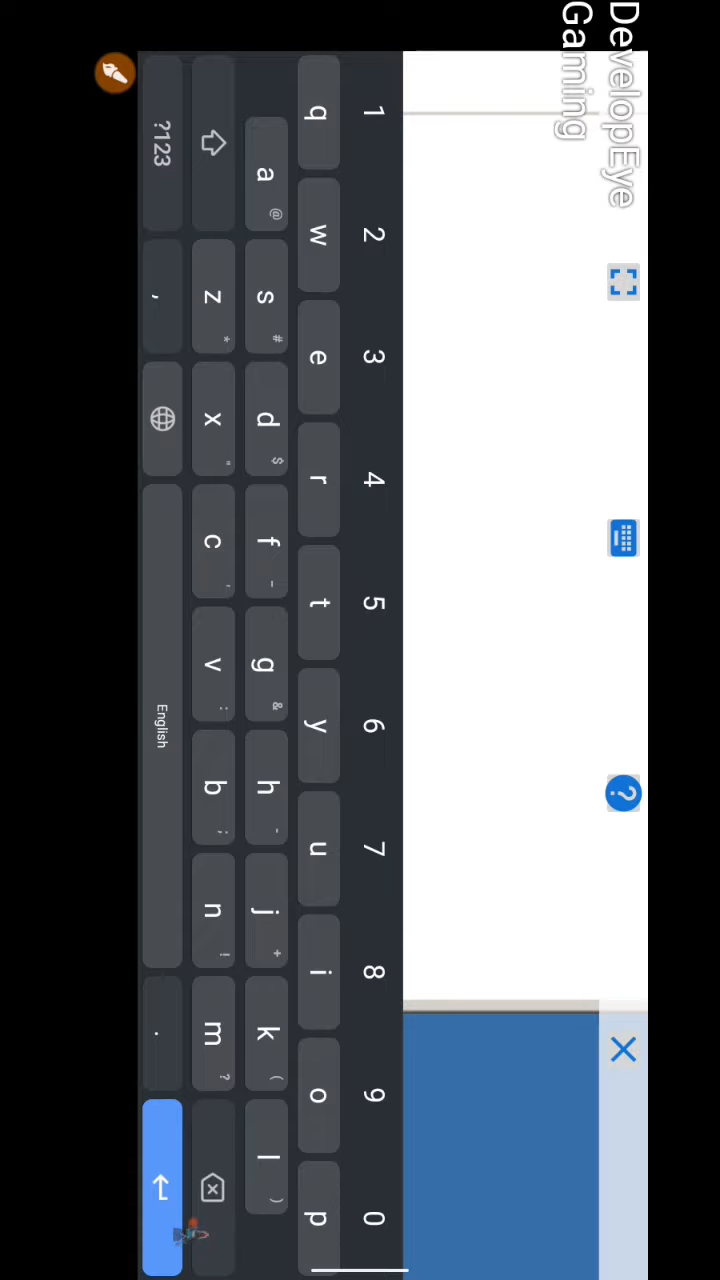 DevelopEye
Gaming
1 2 3 4 5 6 7 8 9 0
q w e r t y u i o p
a @ s # d $ f _ g & h - j + k ( l )
z * x " c ' v : b ; n ! m ?
?123 , English .